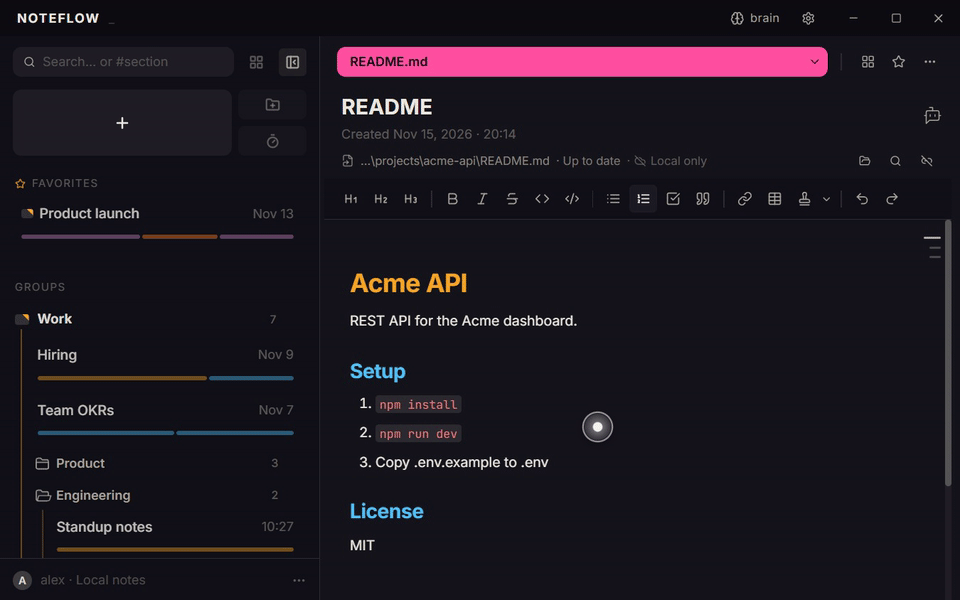 NOTEFLOW _
brain
Search... or #section
+
FAVORITES
Product launch Nov 13
GROUPS
Work 7
Hiring Nov 9
Team OKRs Nov 7
Product 3
Engineering 2
Standup notes 10:27
A alex · Local notes
README.md
README
Created Nov 15, 2026 · 20:14
...\projects\acme-api\README.md · Up to date · Local only
H1 H2 H3 B I S
Acme API
REST API for the Acme dashboard.
Setup
1. npm install
2. npm run dev
3. Copy .env.example to .env
License
MIT